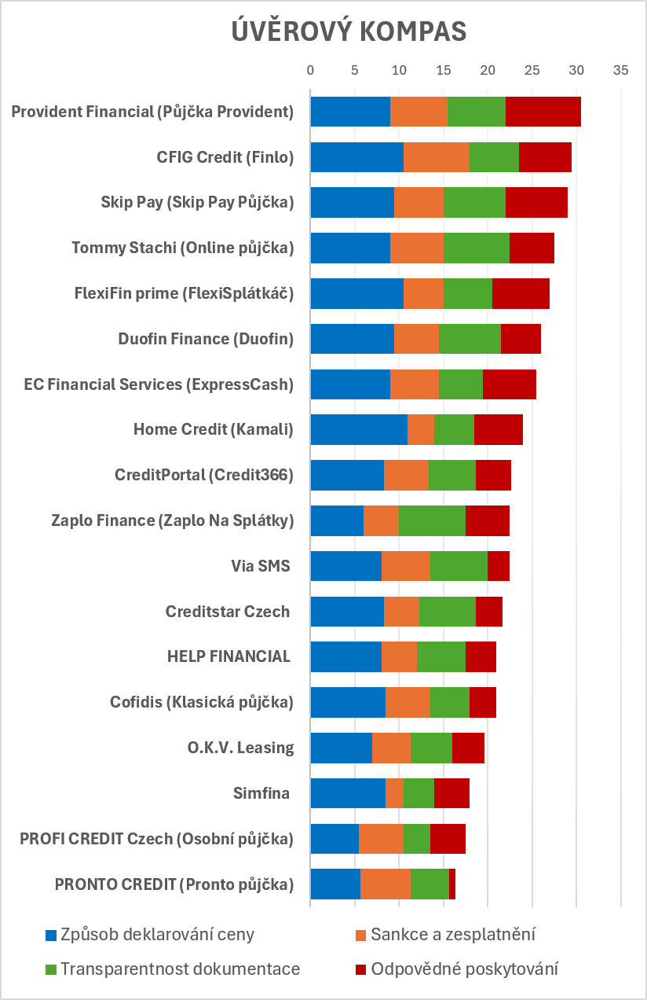 ÚVĚROVÝ KOMPAS
0 5 10 15 20 25 30 35
Provident Financial (Půjčka Provident)
CFIG Credit (Finlo)
Skip Pay (Skip Pay Půjčka)
Tommy Stachi (Online půjčka)
FlexiFin prime (FlexiSplátkáč)
Duofin Finance (Duofin)
EC Financial Services (ExpressCash)
Home Credit (Kamali)
CreditPortal (Credit366)
Zaplo Finance (Zaplo Na Splátky)
Via SMS
Creditstar Czech
HELP FINANCIAL
Cofidis (Klasická půjčka)
O.K.V. Leasing
Simfina
PROFI CREDIT Czech (Osobní půjčka)
PRONTO CREDIT (Pronto půjčka)
Způsob deklarování ceny Sankce a zesplatnění
Transparentnost dokumentace Odpovědné poskytování